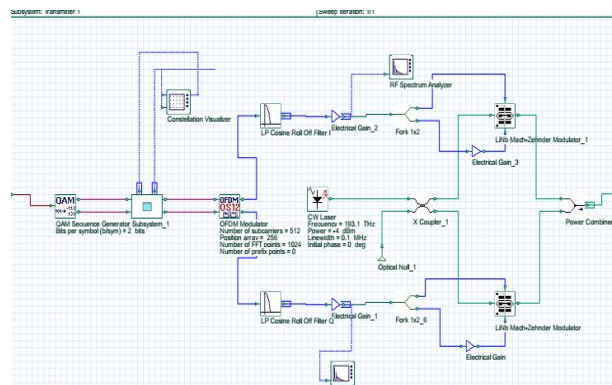 Subsystem: Transmitter 1
Sweep Iteration: 1/1
RF Spectrum Analyzer
Constellation Visualizer
LP Cosine Roll Off Filter I
Electrical Gain_2
Fork 1x2
LiNb Mach-Zehnder Modulator_1
Electrical Gain_3
QAM
QAM Sequence Generator
Bits per symbol (b/sym) = 2 bits
Subsystem_1
OFDM
OFDM Modulator
Number of subcarriers = 512
Position array = 256
Number of FFT points = 1024
Number of prefix points = 0
CW Laser
Frequency = 193.1 THz
Power = -4 dBm
Linewidth = 0.1 MHz
Initial phase = 0 deg
X Coupler_1
Power Combiner
Optical Null_1
LP Cosine Roll Off Filter Q
Electrical Gain_1
Fork 1x2_6
LiNb Mach-Zehnder Modulator
Electrical Gain